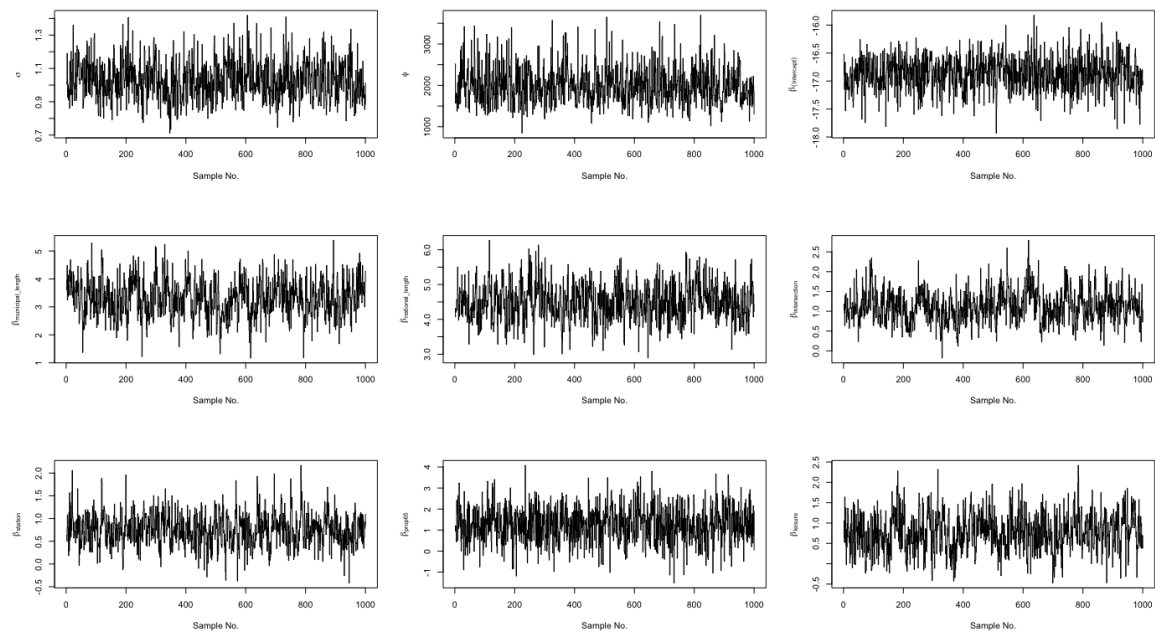 σ
0.7 0.9 1.1 1.3
0 200 400 600 800 1000
Sample No.
ϕ
1000 2000 3000
0 200 400 600 800 1000
Sample No.
β(Intercept)
-18.0 -17.5 -17.0 -16.5 -16.0
0 200 400 600 800 1000
Sample No.
βmunicipal_length
1 2 3 4 5
0 200 400 600 800 1000
Sample No.
βnational_length
3.0 4.0 5.0 6.0
0 200 400 600 800 1000
Sample No.
βintersection
0.0 0.5 1.0 1.5 2.0 2.5
0 200 400 600 800 1000
Sample No.
βstation
-0.5 0.0 0.5 1.0 1.5 2.0
0 200 400 600 800 1000
Sample No.
βprop65
-1 0 1 2 3 4
0 200 400 600 800 1000
Sample No.
βleisure
-0.5 0.5 1.0 1.5 2.0 2.5
0 200 400 600 800 1000
Sample No.